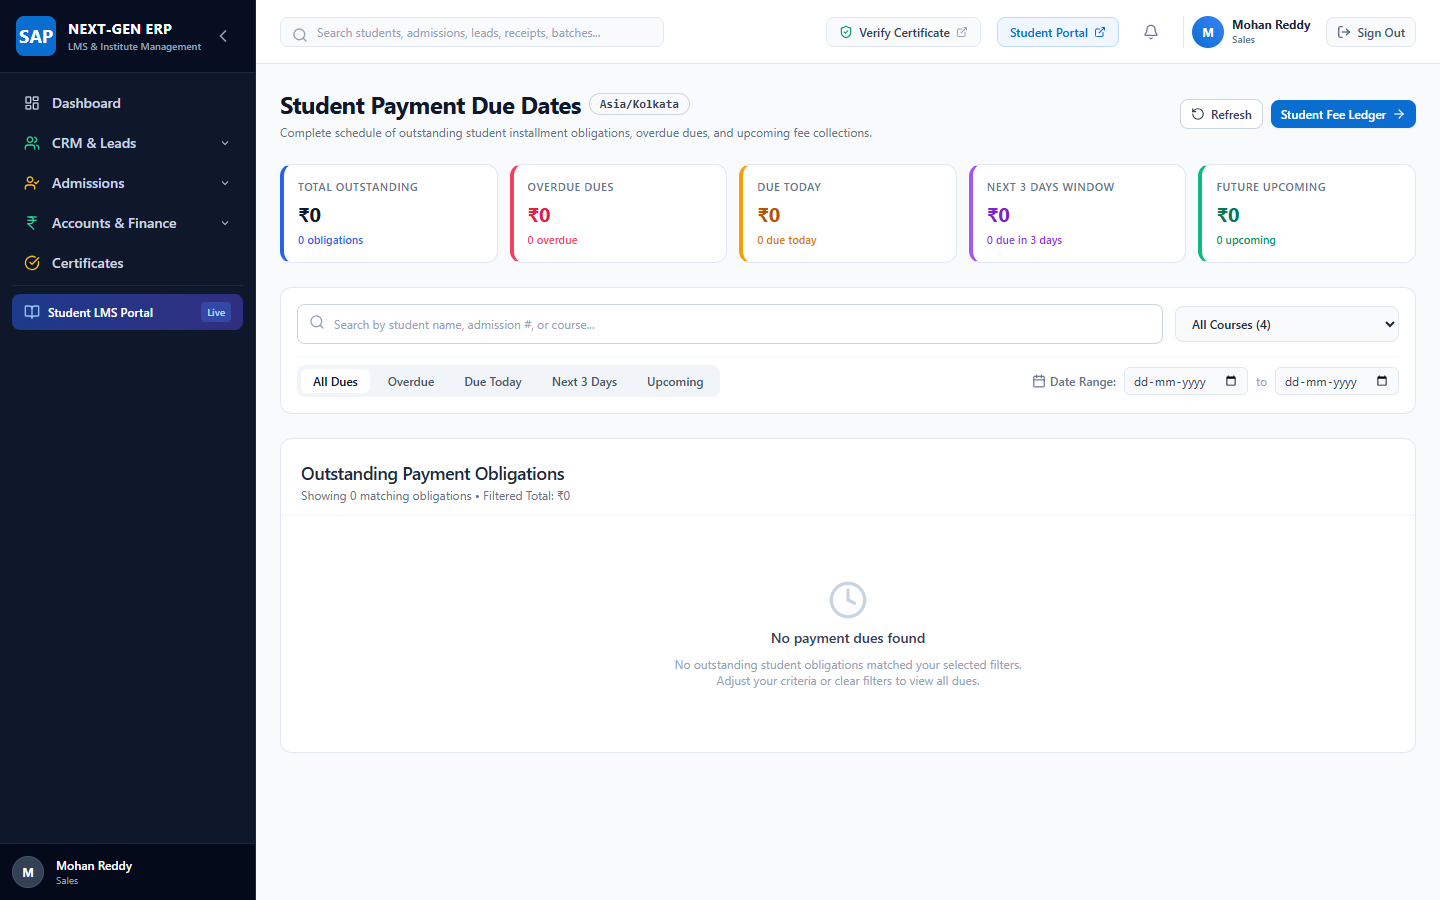 SAP
NEXT-GEN ERP
LMS & Institute Management
Dashboard
CRM & Leads
Admissions
Accounts & Finance
Certificates
Student LMS Portal
Live
M
Mohan Reddy
Sales
Search students, admissions, leads, receipts, batches...
Verify Certificate
Student Portal
M
Mohan Reddy
Sales
Sign Out
Student Payment Due Dates
Asia/Kolkata
Complete schedule of outstanding student installment obligations, overdue dues, and upcoming fee collections.
Refresh
Student Fee Ledger
TOTAL OUTSTANDING
₹0
0 obligations
OVERDUE DUES
₹0
0 overdue
DUE TODAY
₹0
0 due today
NEXT 3 DAYS WINDOW
₹0
0 due in 3 days
FUTURE UPCOMING
₹0
0 upcoming
Search by student name, admission #, or course...
All Courses (4)
All Dues
Overdue
Due Today
Next 3 Days
Upcoming
Date Range:
dd-mm-yyyy
to
dd-mm-yyyy
Outstanding Payment Obligations
Showing 0 matching obligations • Filtered Total: ₹0
No payment dues found
No outstanding student obligations matched your selected filters.
Adjust your criteria or clear filters to view all dues.